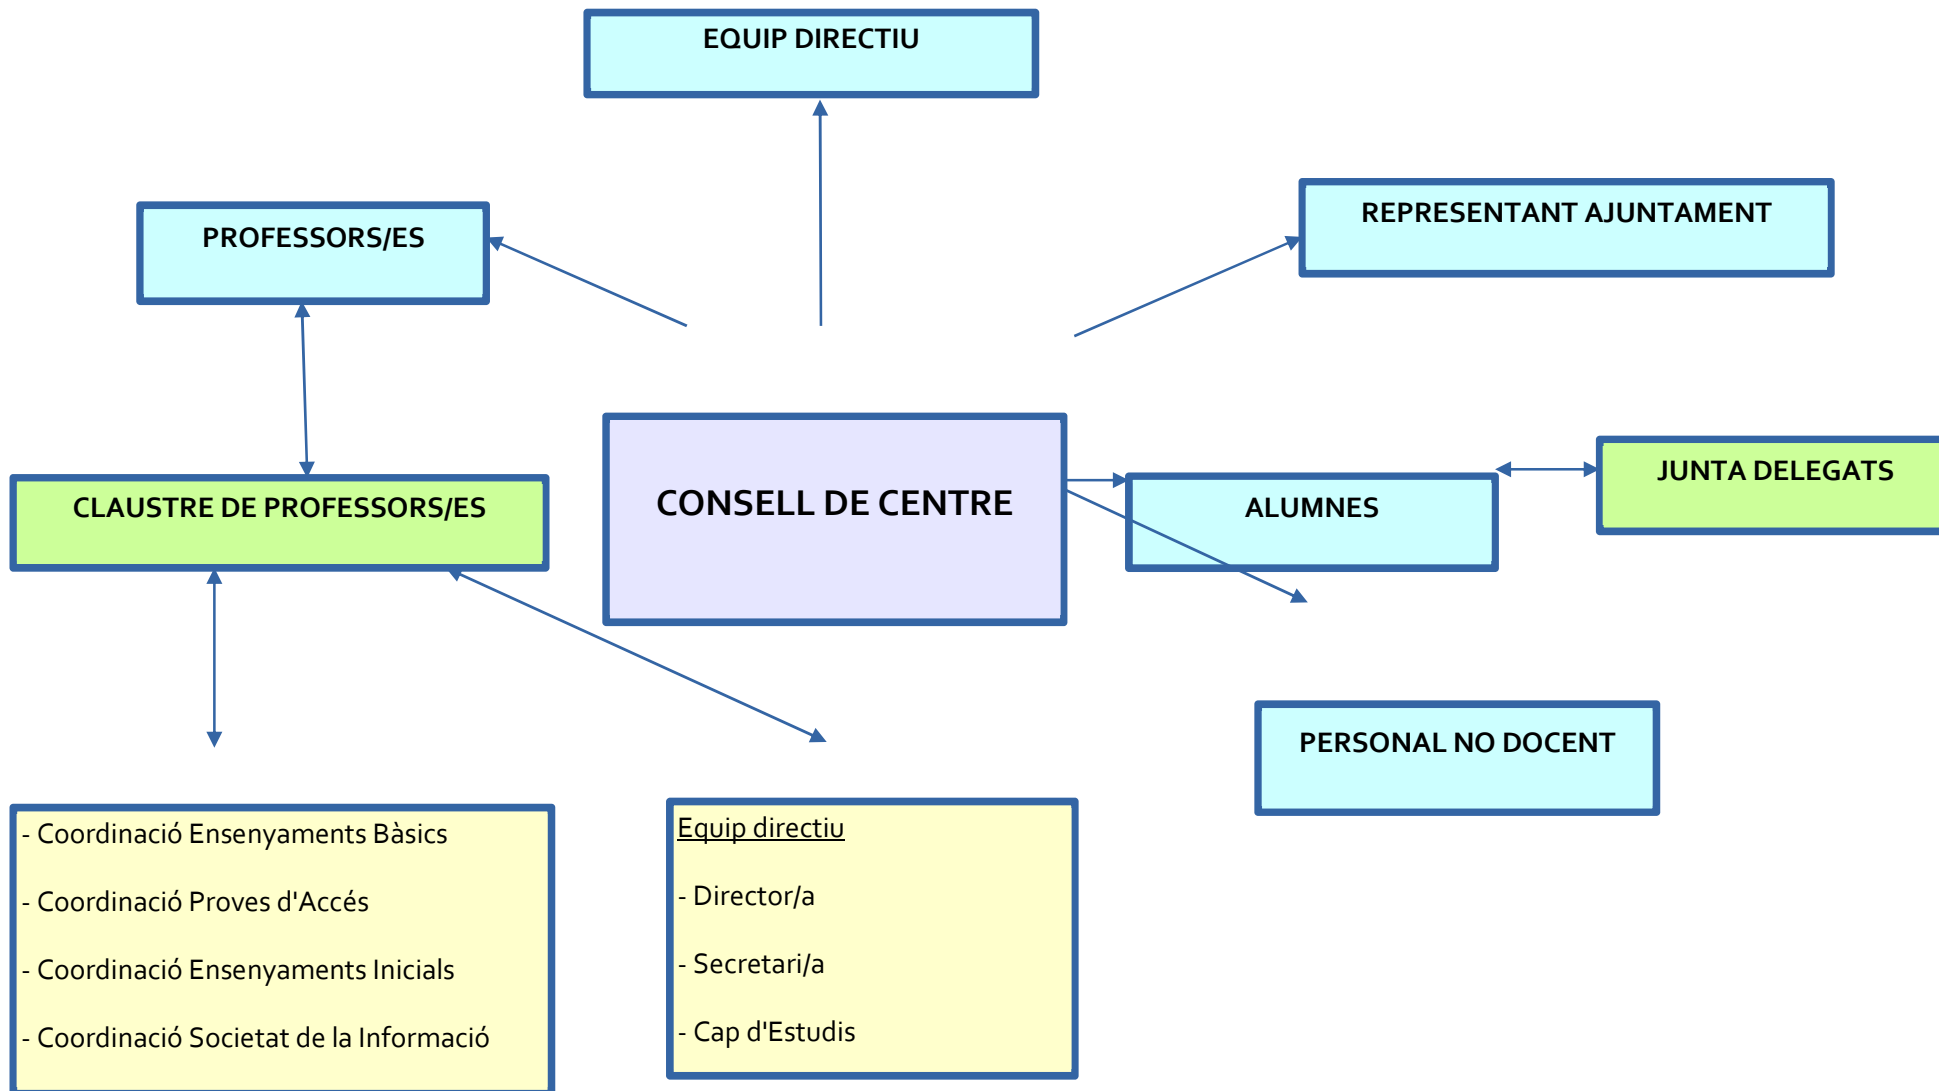 EQUIP DIRECTIU
REPRESENTANT AJUNTAMENT
PROFESSORS/ES
JUNTA DELEGATS
CLAUSTRE DE PROFESSORS/ES
CONSELL DE CENTRE
ALUMNES
PERSONAL NO DOCENT
- Coordinació Ensenyaments Bàsics
- Coordinació Proves d'Accés
- Coordinació Ensenyaments Inicials
- Coordinació Societat de la Informació
Equip directiu
- Director/a
- Secretari/a
- Cap d'Estudis